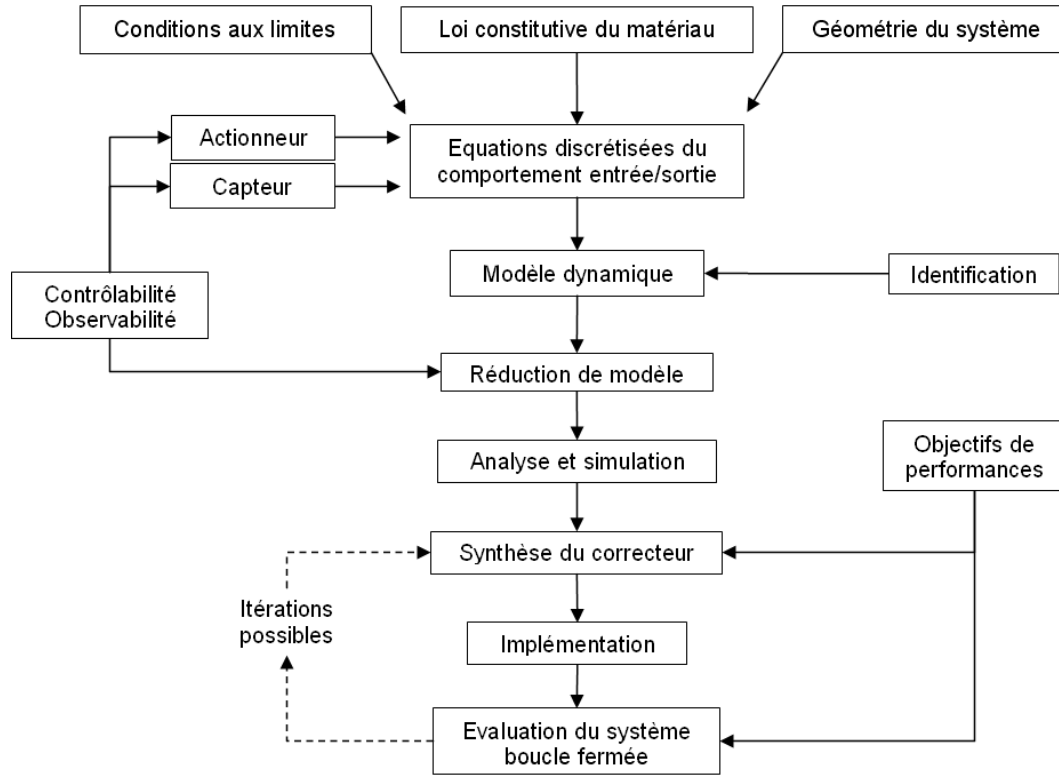 Conditions aux limites
Loi constitutive du matériau
Géométrie du système
Actionneur
Capteur
Equations discrétisées du
comportement entrée/sortie
Contrôlabilité
Observabilité
Modèle dynamique
Identification
Réduction de modèle
Analyse et simulation
Objectifs de
performances
Synthèse du correcteur
Itérations
possibles
Implémentation
Evaluation du système
boucle fermée